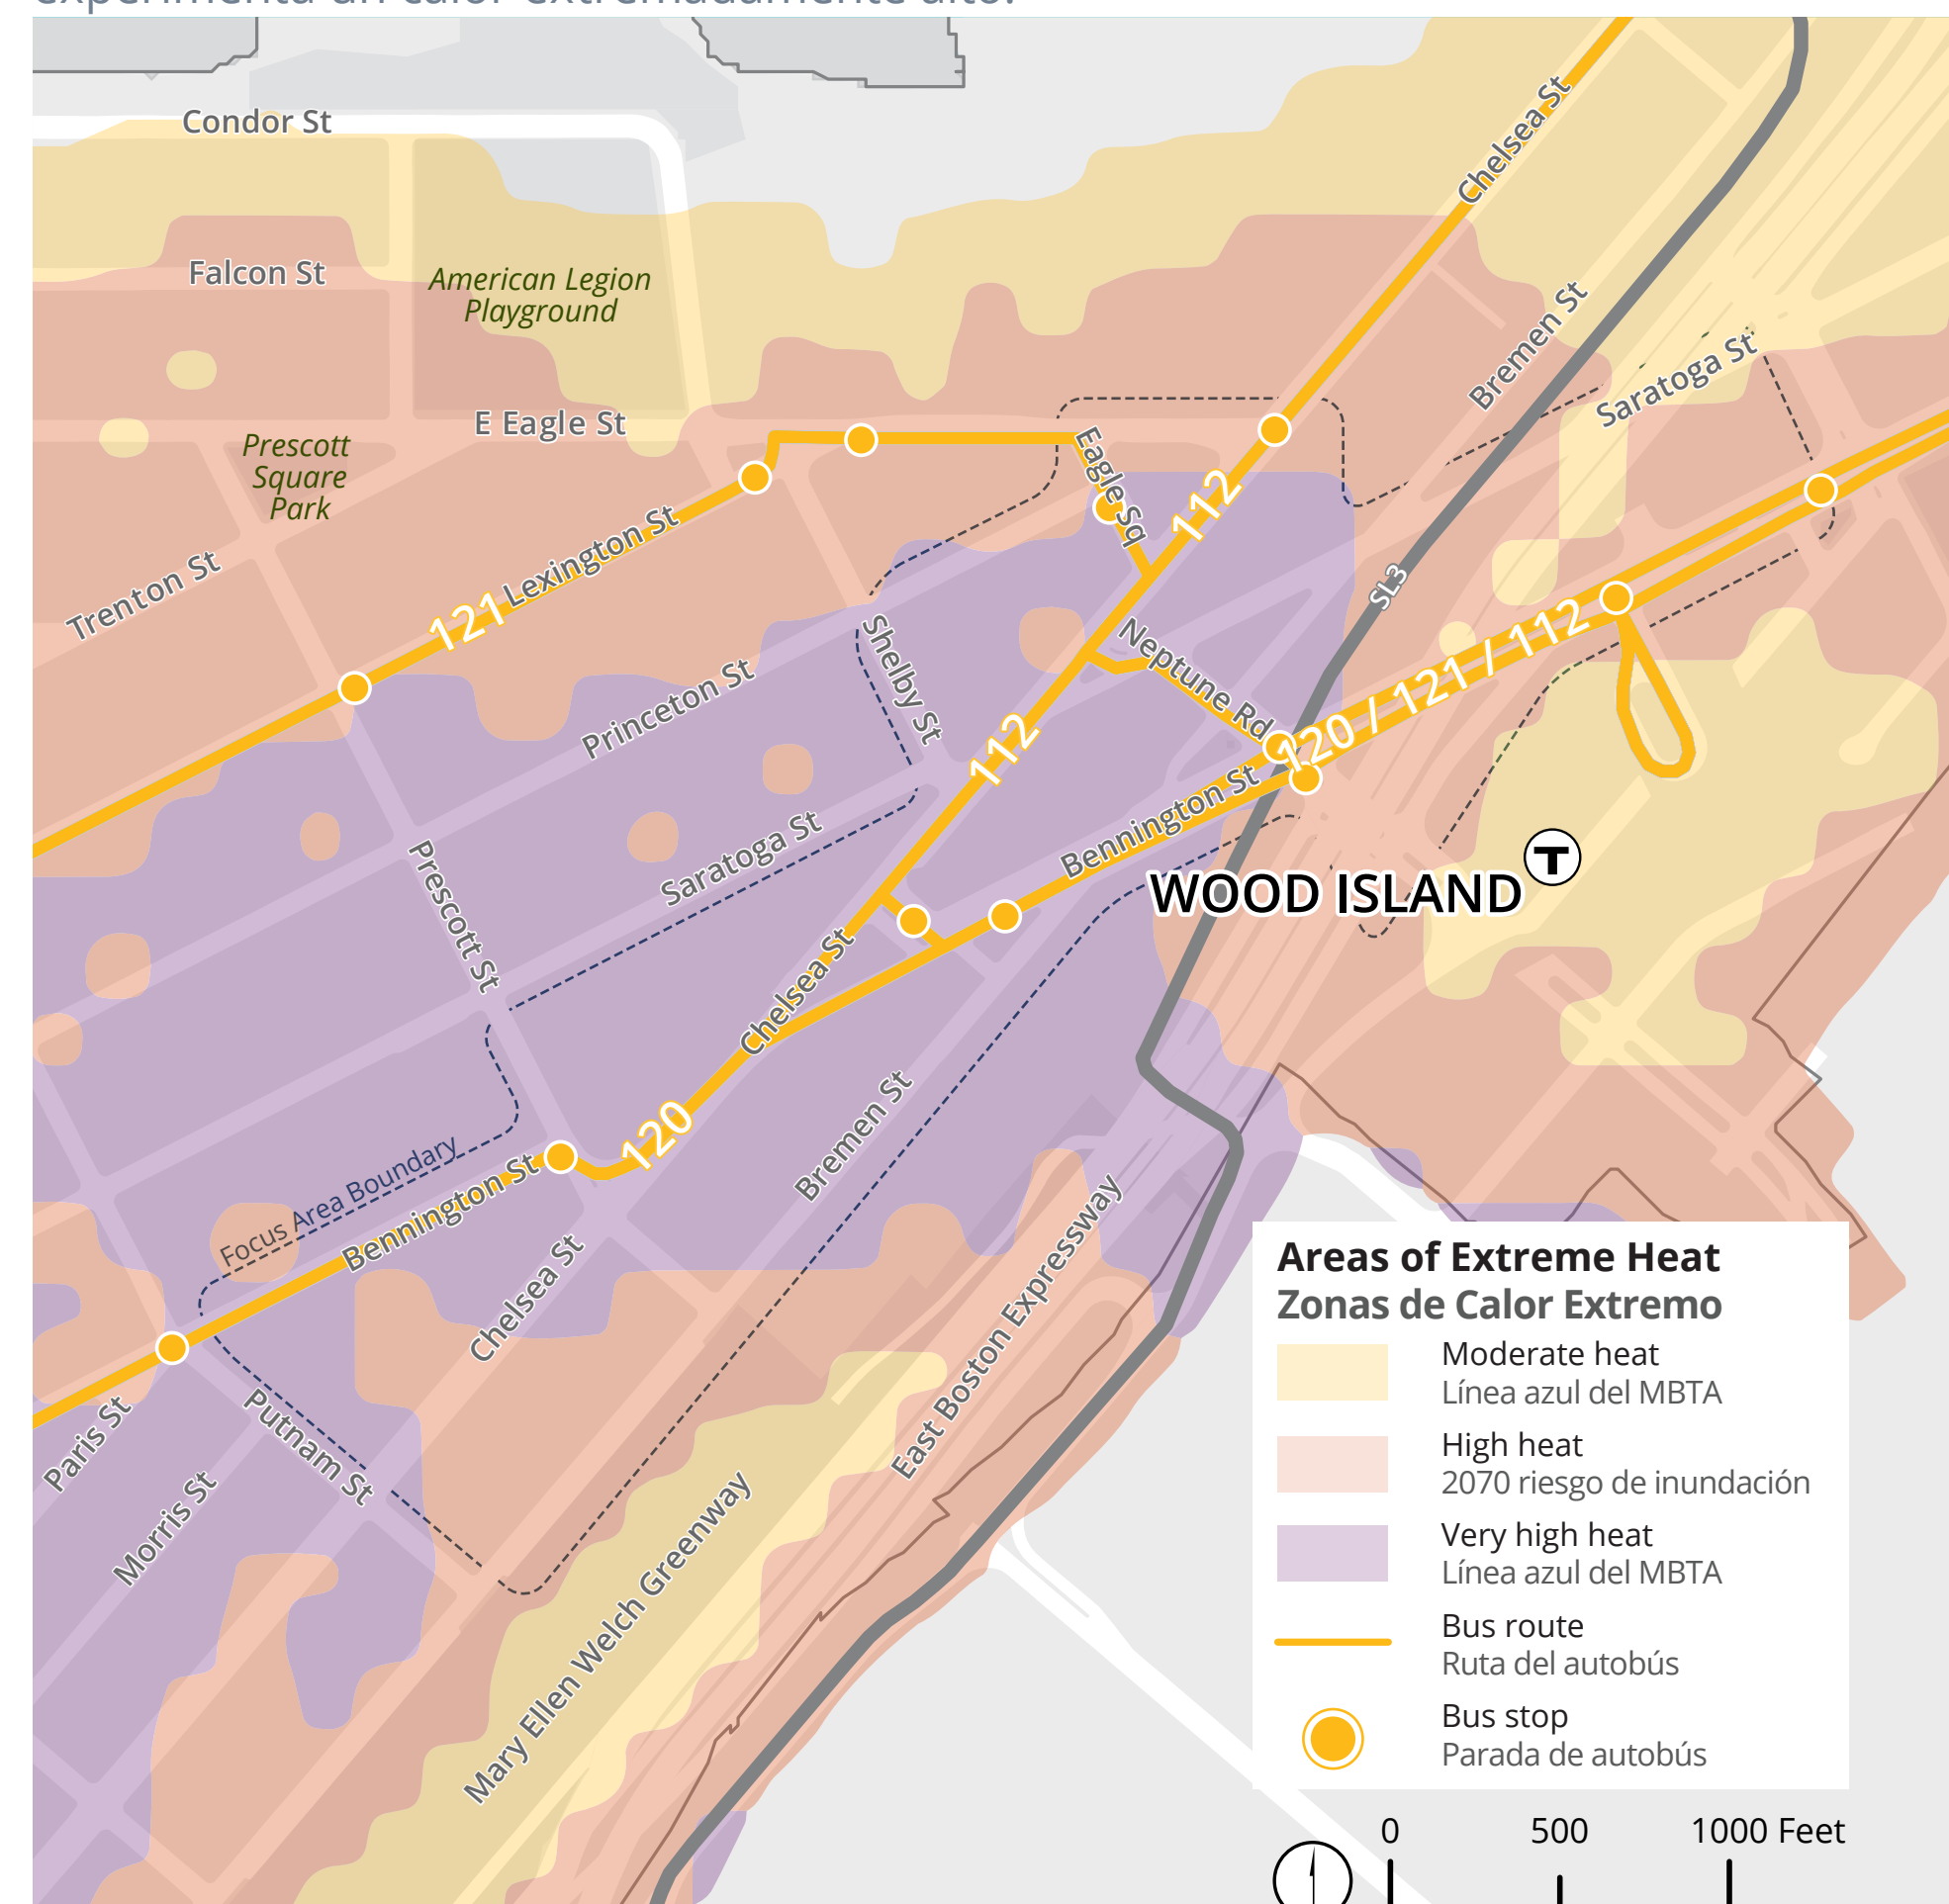 experimenta un calor extremadamente alto.
Condor St
Chelsea St
Falcon St
American Legion
Playground
Bremen St
Saratoga St
E Eagle St
Prescott
Square
Park
Eagle Sq
112
Lexington St
121
Trenton St
SL3
Shelby St
Neptune Rd
Princeton St
120 / 121 / 112
112
Bennington St
Saratoga St
Prescott St
WOOD ISLAND
T
Chelsea St
120
Bremen St
Focus Area Boundary
Bennington St
Chelsea St
East Boston Expressway
Paris St
Putnam St
Morris St
Mary Ellen Welch Greenway
Areas of Extreme Heat
Zonas de Calor Extremo
Moderate heat
Línea azul del MBTA
High heat
2070 riesgo de inundación
Very high heat
Línea azul del MBTA
Bus route
Ruta del autobús
Bus stop
Parada de autobús
0 500 1000 Feet